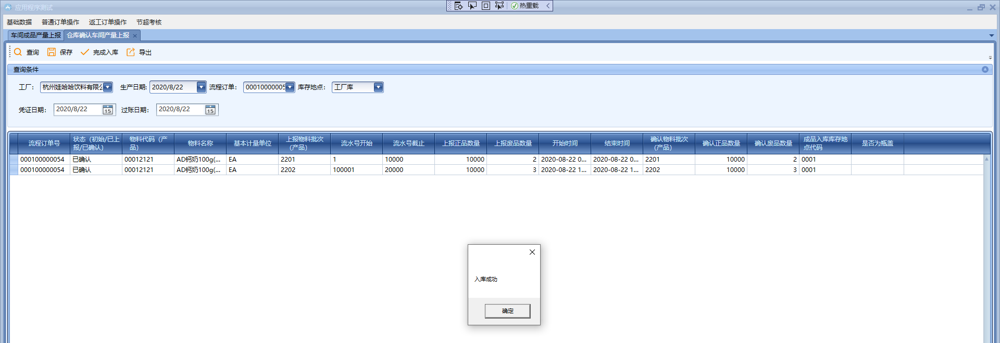 应用程序测试
热重载
基础数据 普通订单操作 返工订单操作 节超考核
车间成品产量上报 仓库确认车间产量上报
查询 保存 完成入库 导出
查询条件
工厂： 杭州娃哈哈饮料有限 生产日期: 2020/8/22 流程订单： 00010000005 库存地点： 工厂库
凭证日期： 2020/8/22 15 过账日期： 2020/8/22 15
流程订单号 状态（初始/已上报/已确认） 物料代码（产品） 物料名称 基本计量单位 上报物料批次（产品） 流水号开始 流水号截止 上报正品数量 上报废品数量 开始时间 结束时间 确认物料批次（产品） 确认正品数量 确认废品数量 成品入库库存地点代码 是否为瓶盖
000100000054 已确认 00012121 AD钙奶100g(... EA 2201 1 10000 10000 2 2020-08-22 0... 2020-08-22 0... 2201 10000 2 0001
000100000054 已确认 00012121 AD钙奶100g(... EA 2202 100001 20000 10000 3 2020-08-22 1... 2020-08-22 1... 2202 10000 3 0001
入库成功
确定